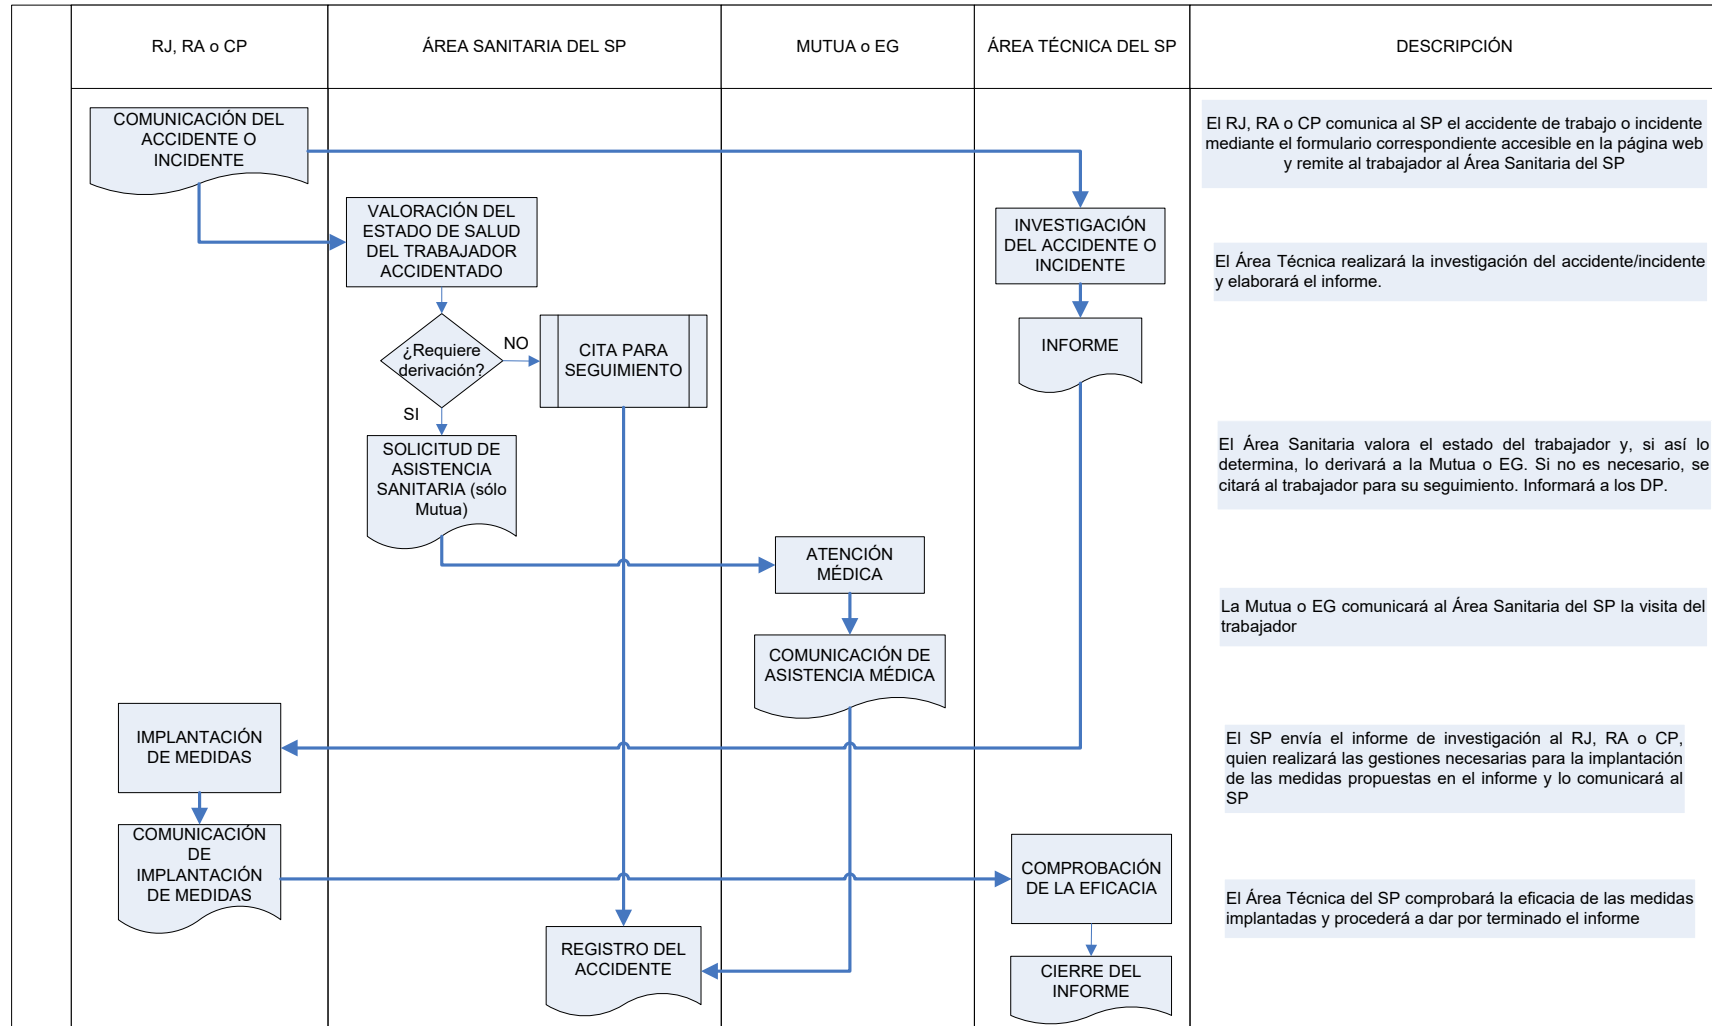 RJ, RA o CP
ÁREA SANITARIA DEL SP
MUTUA o EG
ÁREA TÉCNICA DEL SP
DESCRIPCIÓN
COMUNICACIÓN DEL
ACCIDENTE O
INCIDENTE
El RJ, RA o CP comunica al SP el accidente de trabajo o incidente
mediante el formulario correspondiente accesible en la página web
y remite al trabajador al Área Sanitaria del SP
VALORACIÓN DEL
ESTADO DE SALUD
DEL TRABAJADOR
ACCIDENTADO
INVESTIGACIÓN
DEL ACCIDENTE O
INCIDENTE
El Área Técnica realizará la investigación del accidente/incidente
y elaborará el informe.
¿Requiere
derivación?
NO
CITA PARA
SEGUIMIENTO
INFORME
SI
SOLICITUD DE
ASISTENCIA
SANITARIA (sólo
Mutua)
El Área Sanitaria valora el estado del trabajador y, si así lo
determina, lo derivará a la Mutua o EG. Si no es necesario, se
citará al trabajador para su seguimiento. Informará a los DP.
ATENCIÓN
MÉDICA
La Mutua o EG comunicará al Área Sanitaria del SP la visita del
trabajador
COMUNICACIÓN DE
ASISTENCIA MÉDICA
IMPLANTACIÓN
DE MEDIDAS
El SP envía el informe de investigación al RJ, RA o CP,
quien realizará las gestiones necesarias para la implantación
de las medidas propuestas en el informe y lo comunicará al
SP
COMUNICACIÓN
DE
IMPLANTACIÓN
DE MEDIDAS
COMPROBACIÓN
DE LA EFICACIA
El Área Técnica del SP comprobará la eficacia de las medidas
implantadas y procederá a dar por terminado el informe
REGISTRO DEL
ACCIDENTE
CIERRE DEL
INFORME